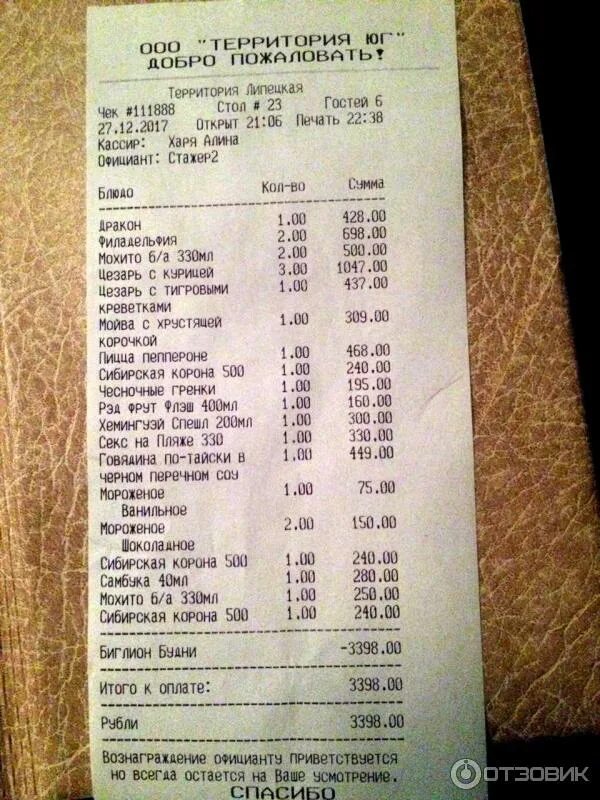 ООО "ТЕРРИТОРИЯ ЮГ"
ДОБРО ПОЖАЛОВАТЬ!
Территория Липецкая
Чек #111888 Стол # 23 Гостей 6
27.12.2017 Открыт 21:06 Печать 22:38
Кассир: Харя Алина
Официант: Стажер2
Блюдо Кол-во Сумма
Дракон 1.00 428.00
Филадельфия 2.00 698.00
Мохито б/а 330мл 2.00 500.00
Цезарь с курицей 3.00 1047.00
Цезарь с тигровыми 1.00 437.00
креветками
Мойва с хрустящей 1.00 309.00
корочкой
Пицца пепперone 1.00 468.00
Сибирская корона 500 1.00 240.00
Чесночные гренки 1.00 195.00
Рэд Фрут Флэш 400мл 1.00 160.00
Хемингуэй Спешл 200мл 1.00 300.00
Секс на Пляже 330 1.00 330.00
Говядина по-тайски в 1.00 449.00
черном перечном соу
Мороженое 1.00 75.00
Ванильное
Мороженое 2.00 150.00
Шоколадное
Сибирская корона 500 1.00 240.00
Самбука 40мл 1.00 280.00
Мохито б/а 330мл 1.00 250.00
Сибирская корона 500 1.00 240.00
Биглион Будни -3398.00
Итого к оплате: 3398.00
Рубли 3398.00
Вознаграждение официанту приветствуется
но всегда остается на Ваше усмотрение.
СПАСИБО
ОТЗОВИК